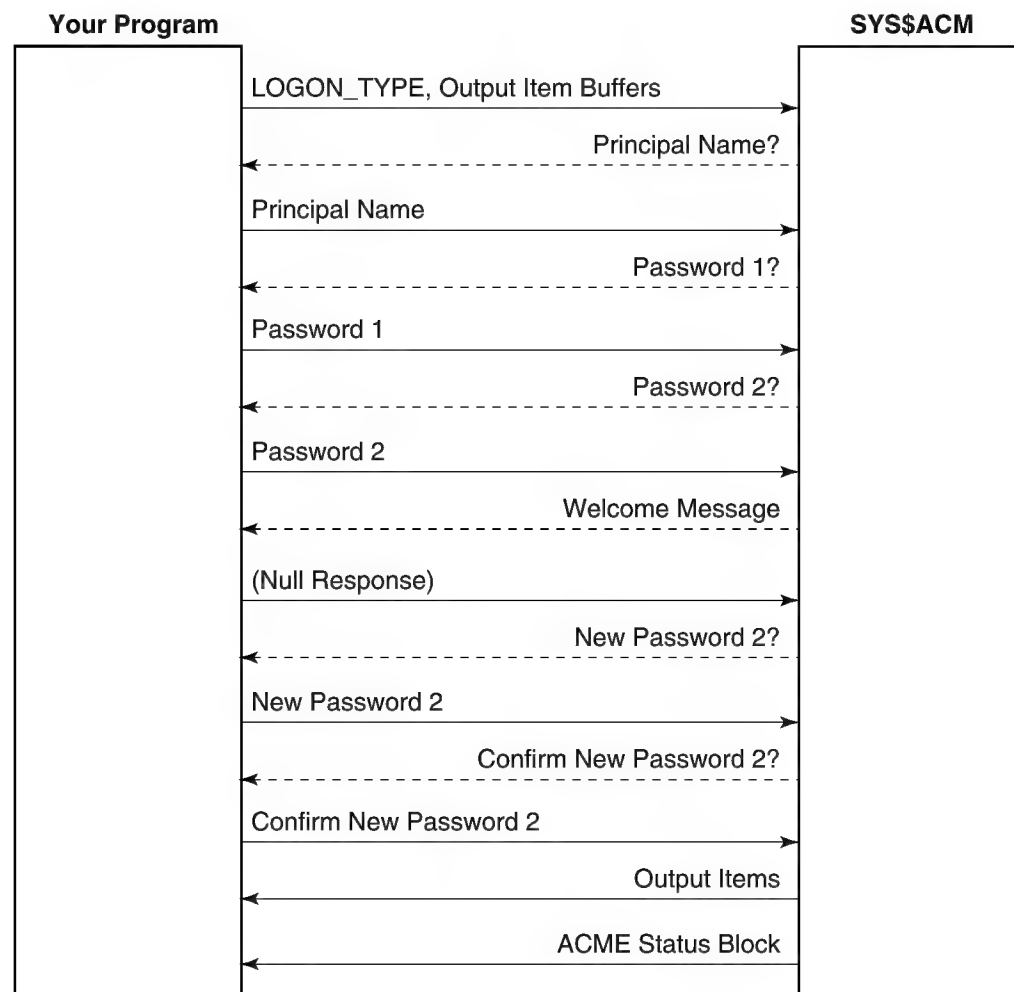 Your Program
SYS$ACM
LOGON_TYPE, Output Item Buffers
Principal Name?
Principal Name
Password 1?
Password 1
Password 2?
Password 2
Welcome Message
(Null Response)
New Password 2?
New Password 2
Confirm New Password 2?
Confirm New Password 2
Output Items
ACME Status Block